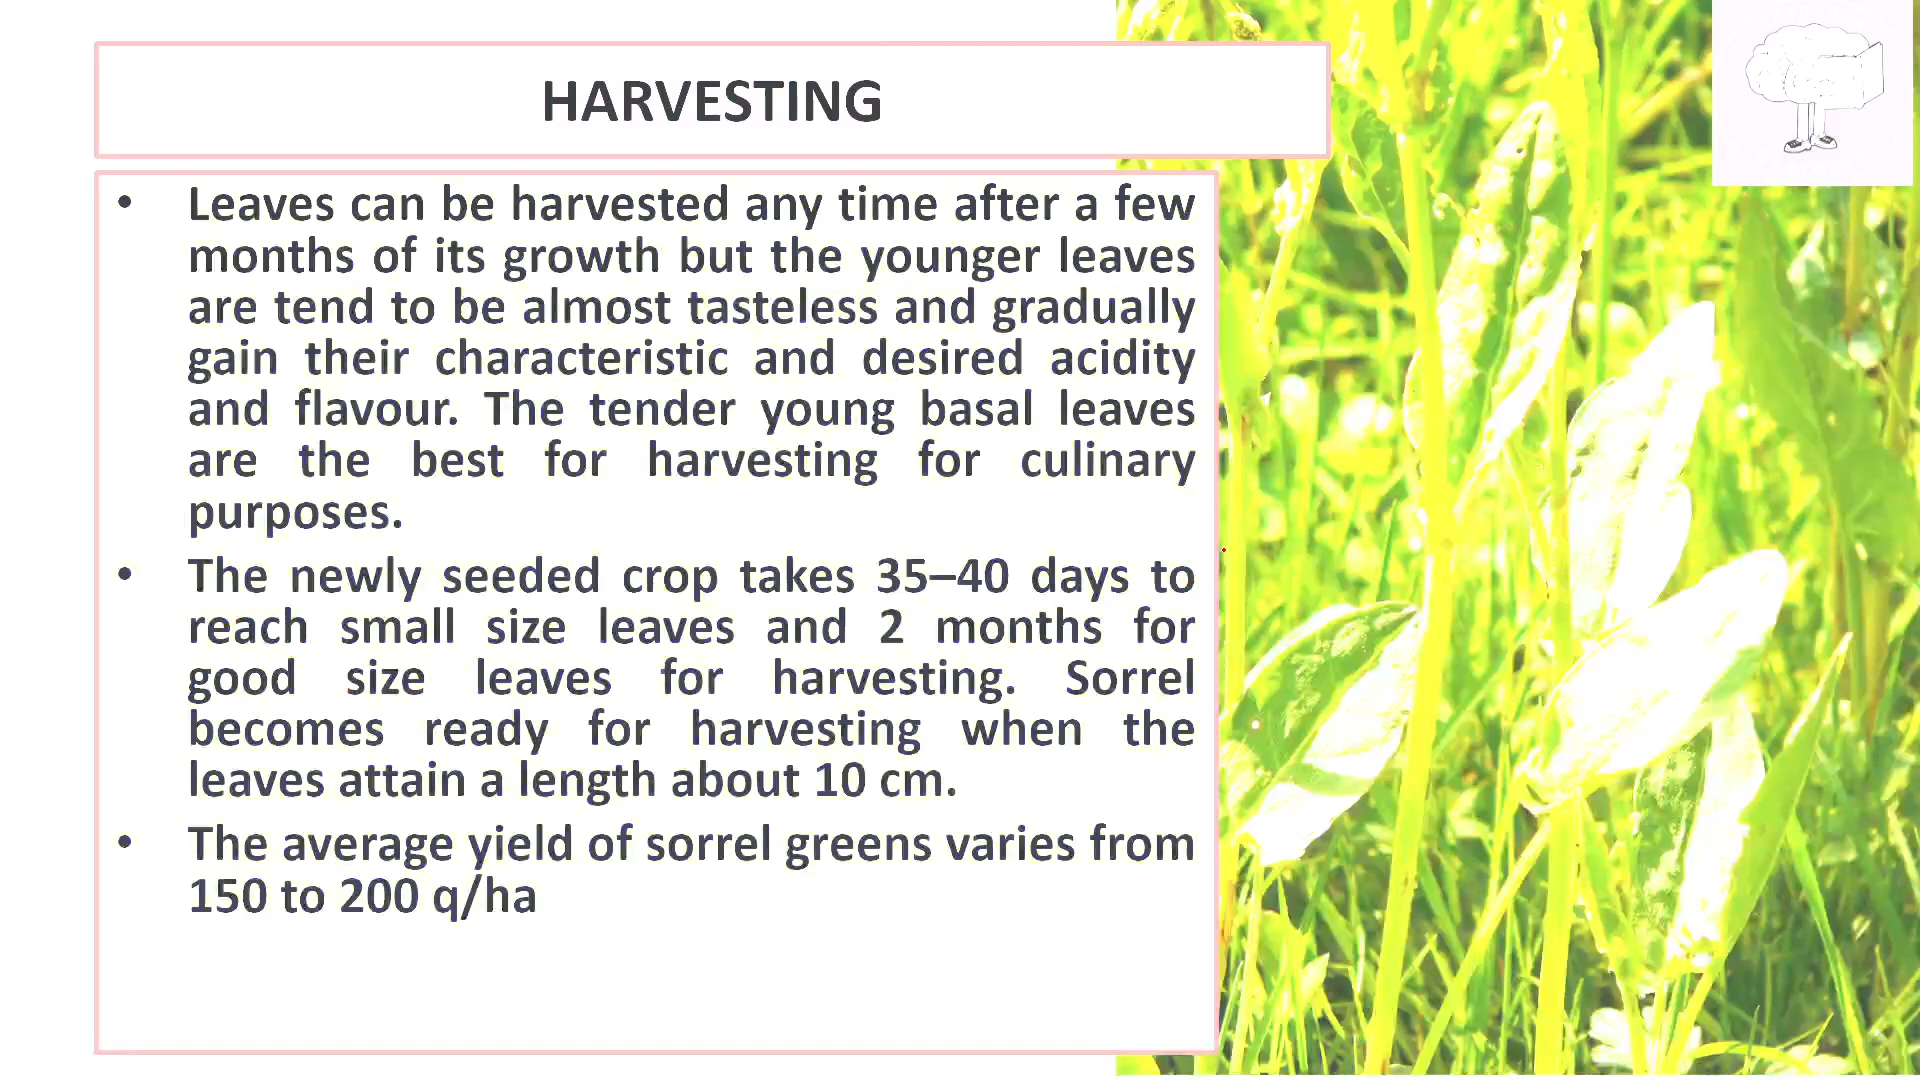 HARVESTING
• Leaves can be harvested any time after a few
months of its growth but the younger leaves
are tend to be almost tasteless and gradually
gain their characteristic and desired acidity
and flavour. The tender young basal leaves
are the best for harvesting for culinary
purposes.
• The newly seeded crop takes 35–40 days to
reach small size leaves and 2 months for
good size leaves for harvesting. Sorrel
becomes ready for harvesting when the
leaves attain a length about 10 cm.
• The average yield of sorrel greens varies from
150 to 200 q/ha